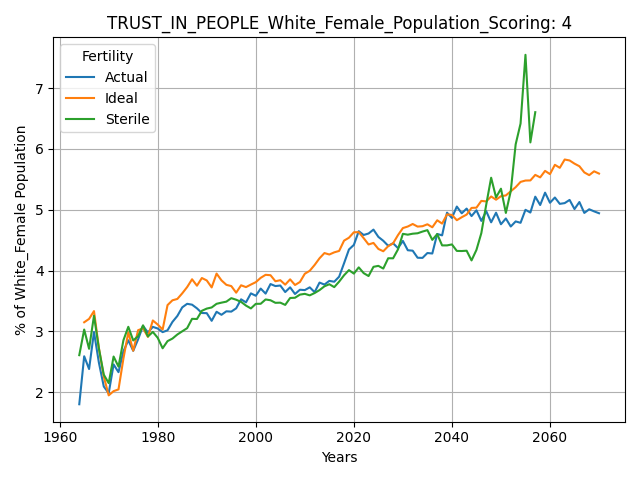 TRUST_IN_PEOPLE_White_Female_Population_Scoring: 4
Fertility
Actual
Ideal
Sterile
% of White_Female Population
7
6
5
4
3
2
1960 1980 2000 2020 2040 2060
Years